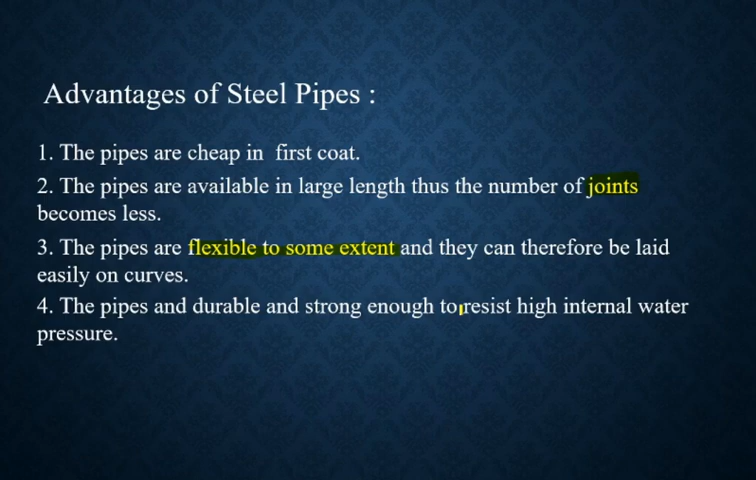 Advantages of Steel Pipes :
1. The pipes are cheap in first coat.
2. The pipes are available in large length thus the number of joints
becomes less.
3. The pipes are flexible to some extent and they can therefore be laid
easily on curves.
4. The pipes and durable and strong enough to resist high internal water
pressure.